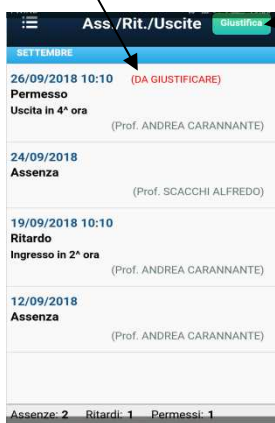 Ass./Rit./Uscite Giustifica
SETTEMBRE
26/09/2018 10:10 (DA GIUSTIFICARE)
Permesso
Uscita in 4^ ora
(Prof. ANDREA CARANNANTE)
24/09/2018
Assenza
(Prof. SCACCHI ALFREDO)
19/09/2018 10:10
Ritardo
Ingresso in 2^ ora
(Prof. ANDREA CARANNANTE)
12/09/2018
Assenza
(Prof. ANDREA CARANNANTE)
Assenze: 2 Ritardi: 1 Permessi: 1